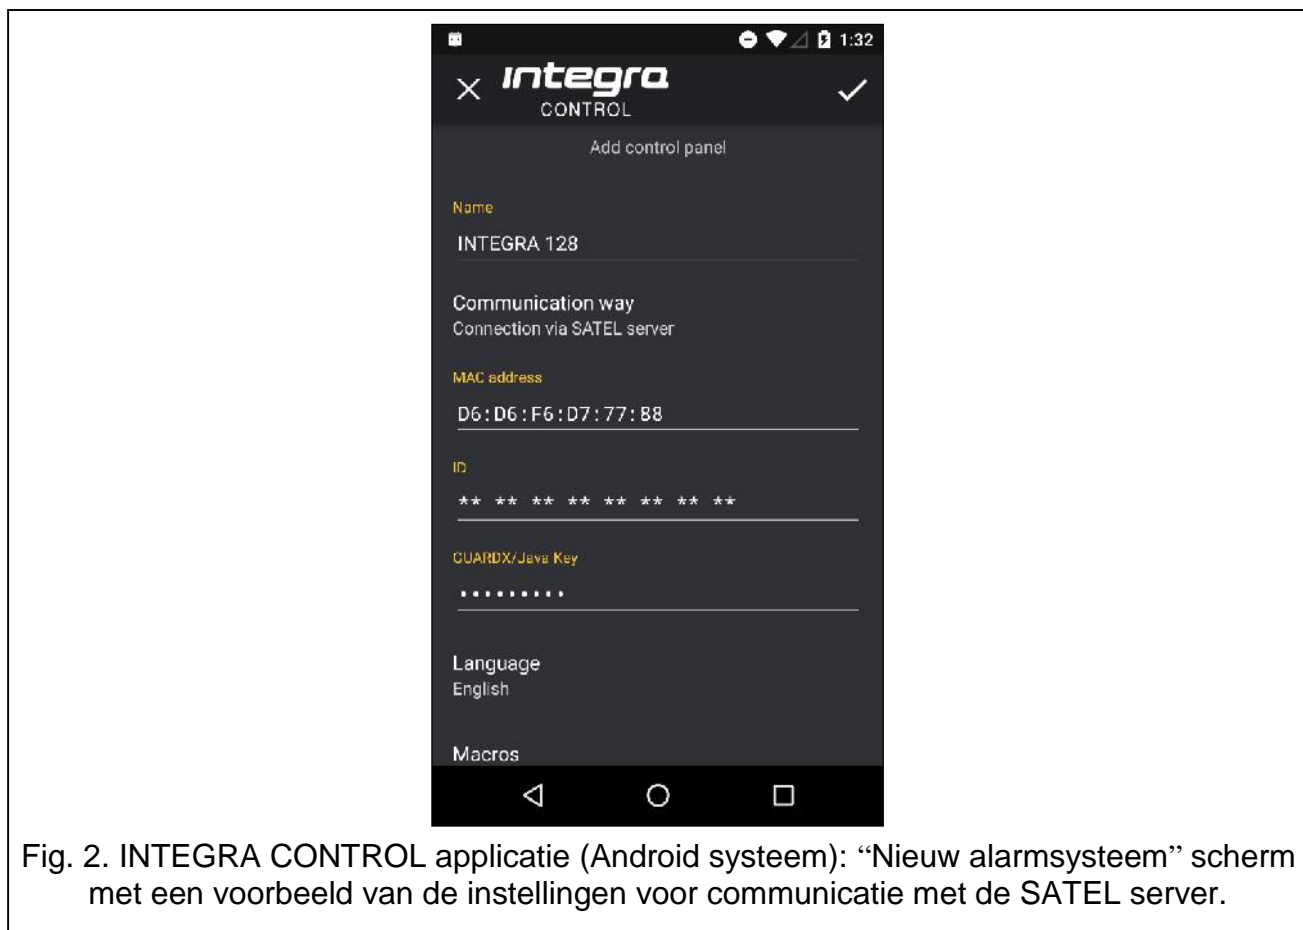 1:32
integra
CONTROL
Add control panel
Name
INTEGRA 128
Communication way
Connection via SATEL server
MAC address
D6:D6:F6:D7:77:88
ID
** ** ** ** ** ** ** **
GUARDX/Java Key
•••••••••
Language
English
Macros
Fig. 2. INTEGRA CONTROL applicatie (Android systeem): “Nieuw alarmsysteem” scherm
met een voorbeeld van de instellingen voor communicatie met de SATEL server.